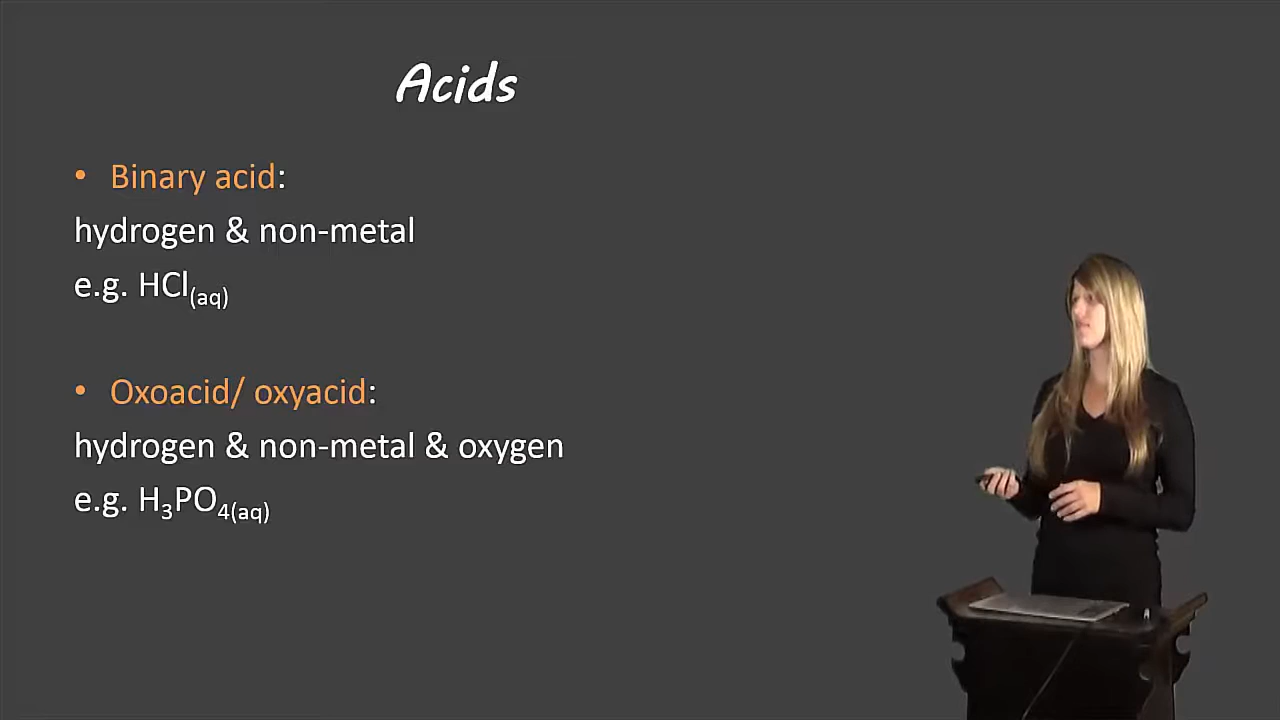 Acids
• Binary acid:
hydrogen & non-metal
e.g. HCl(aq)
• Oxoacid/ oxyacid:
hydrogen & non-metal & oxygen
e.g. H₃PO₄(aq)